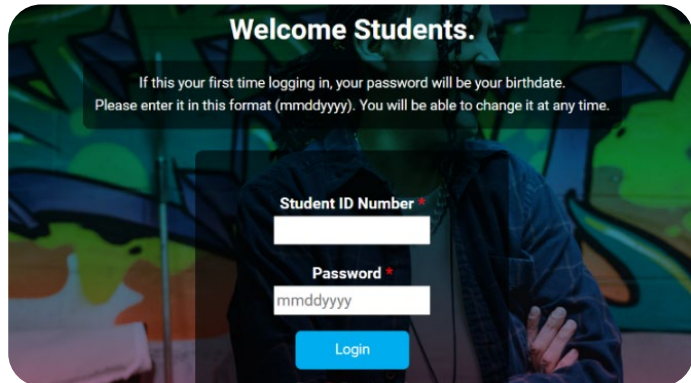 Welcome Students.
If this your first time logging in, your password will be your birthdate.
Please enter it in this format (mmddyyyy). You will be able to change it at any time.
Student ID Number *
Password *
mmddyyyy
Login